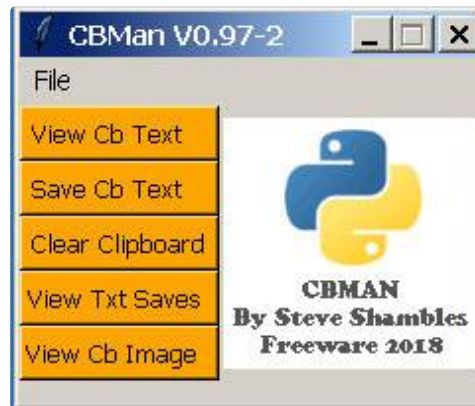 CBMan V0.97-2
File
View Cb Text
Save Cb Text
Clear Clipboard
View Txt Saves
View Cb Image
CBMAN
By Steve Shambles
Freeware 2018